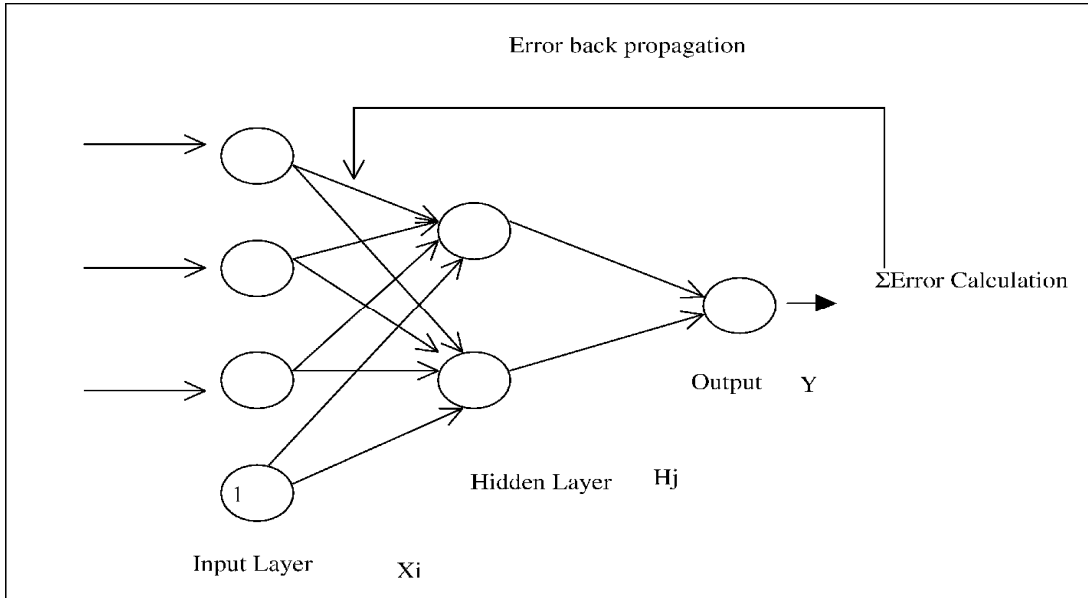 Error back propagation
ΣError Calculation
Output Y
Hidden Layer Hj
1
Input Layer Xi